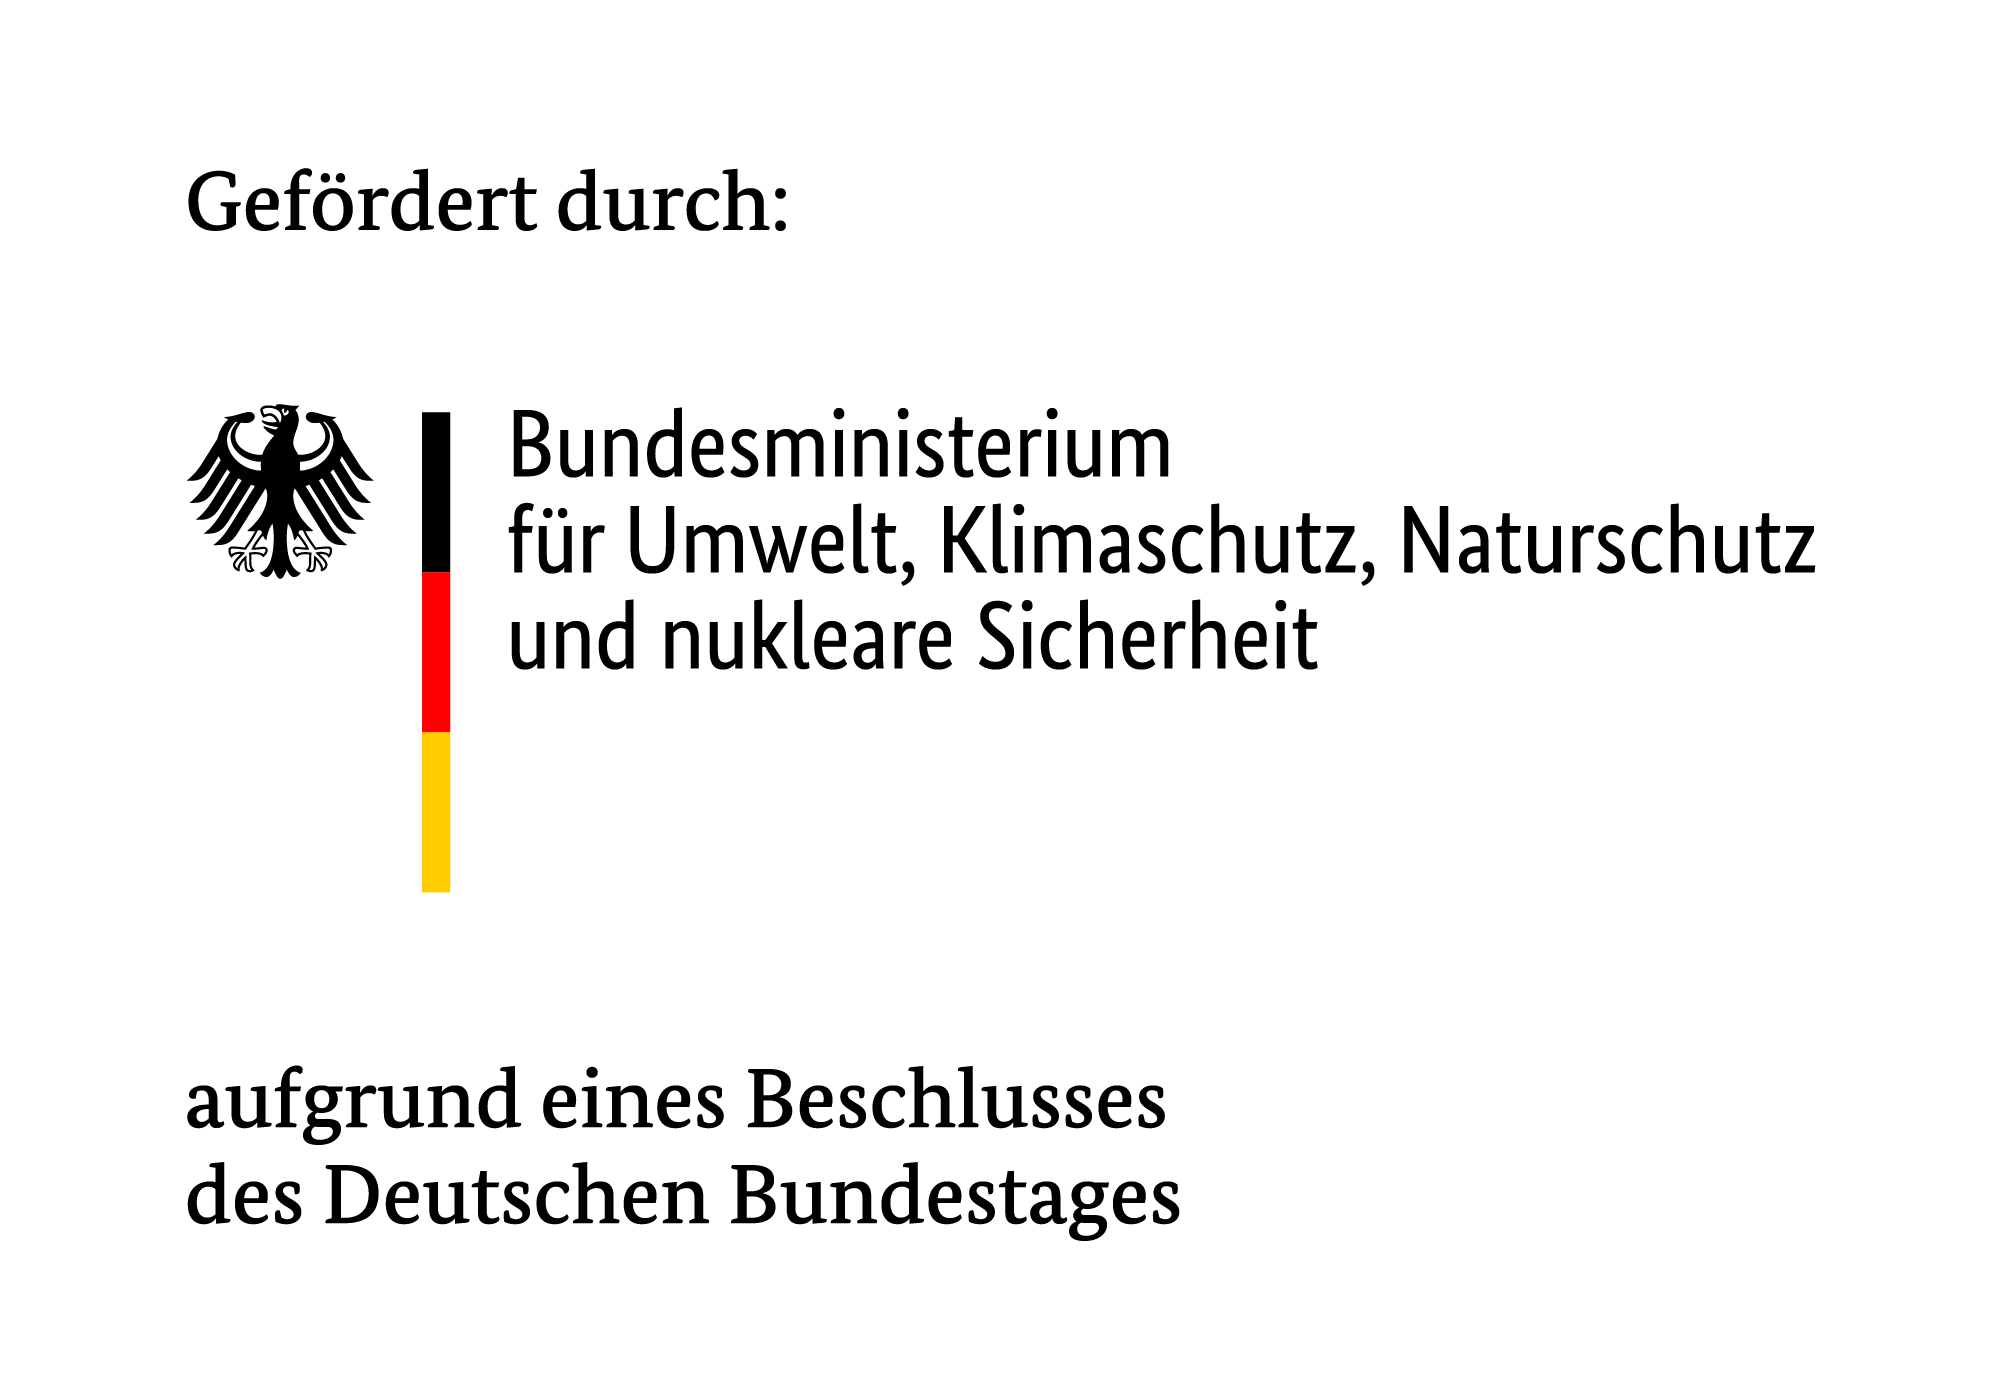 Gefördert durch:
Bundesministerium
für Umwelt, Klimaschutz, Naturschutz
und nukleare Sicherheit
aufgrund eines Beschlusses
des Deutschen Bundestages